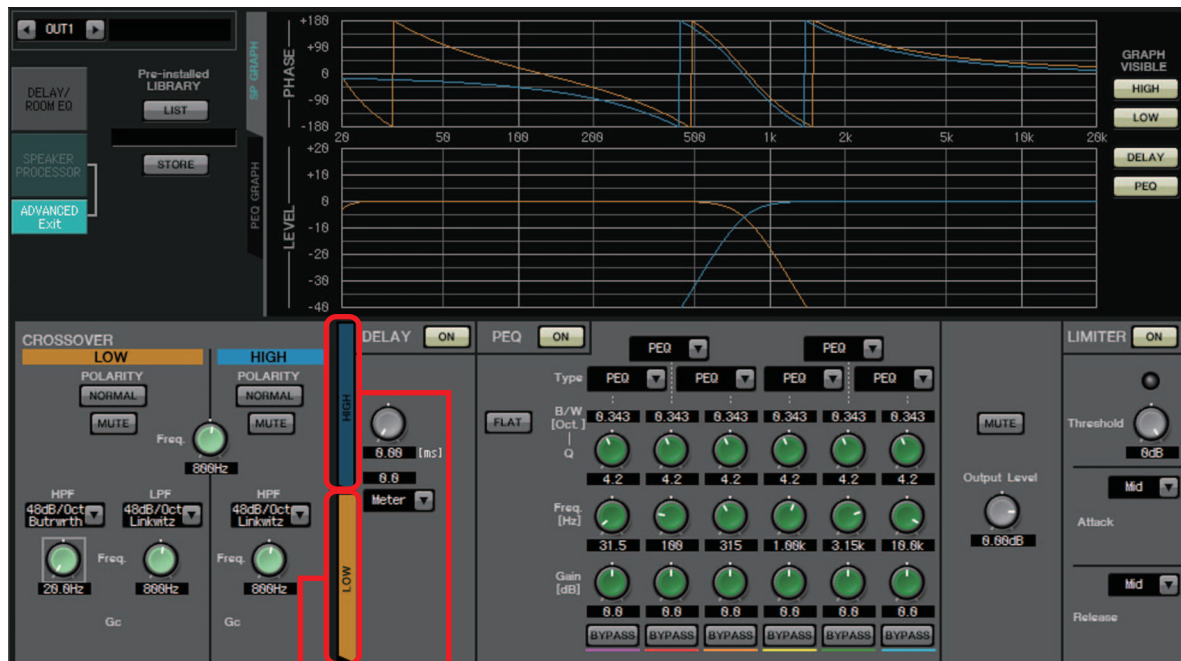 OUT1
DELAY/
ROOM EQ
SPEAKER
PROCESSOR
ADVANCED
Exit
Pre-installed
LIBRARY
LIST
STORE
SP GRAPH
PEQ GRAPH
PHASE
+180
+90
0
-90
-180
20 50 100 200 500 1k 2k 5k 10k 20k
LEVEL
+20
+10
0
-10
-20
-30
-40
GRAPH
VISIBLE
HIGH
LOW
DELAY
PEQ
CROSSOVER
LOW
POLARITY
NORMAL
MUTE
HIGH
POLARITY
NORMAL
MUTE
Freq.
800Hz
HPF
48dB/Oct
Butrwrth
LPF
48dB/Oct
Linkwitz
HPF
48dB/Oct
Linkwitz
Freq.
20.0Hz
800Hz
Freq.
800Hz
Gc
Gc
HIGH
LOW
DELAY ON
0.00 [ms]
0.0
Meter
PEQ ON
PEQ PEQ
Type PEQ PEQ PEQ PEQ
FLAT
B/W
[Oct.]
|
Q
0.343 0.343 0.343 0.343 0.343 0.343
4.2 4.2 4.2 4.2 4.2 4.2
Freq.
[Hz]
31.5 100 315 1.00k 3.15k 10.0k
Gain
[dB]
0.0 0.0 0.0 0.0 0.0 0.0
BYPASS BYPASS BYPASS BYPASS BYPASS BYPASS
MUTE
Output Level
0.00dB
LIMITER ON
Threshold
0dB
Mid
Attack
Mid
Release